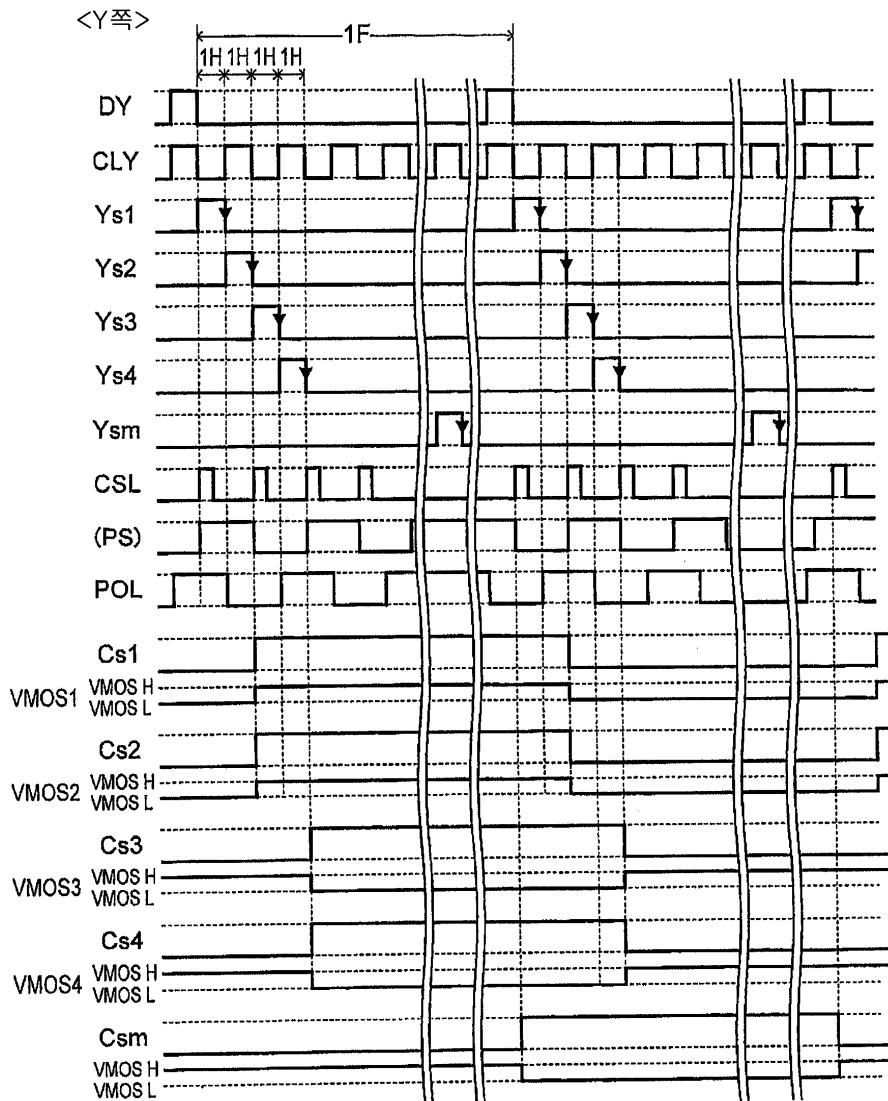 <Y쪽>
1F
1H 1H 1H 1H
DY
CLY
Ys1
Ys2
Ys3
Ys4
Ysm
CSL
(PS)
POL
Cs1
VMOS1 VMOS H
VMOS L
Cs2
VMOS2 VMOS H
VMOS L
Cs3
VMOS3 VMOS H
VMOS L
Cs4
VMOS4 VMOS H
VMOS L
Csm
VMOS H
VMOS L